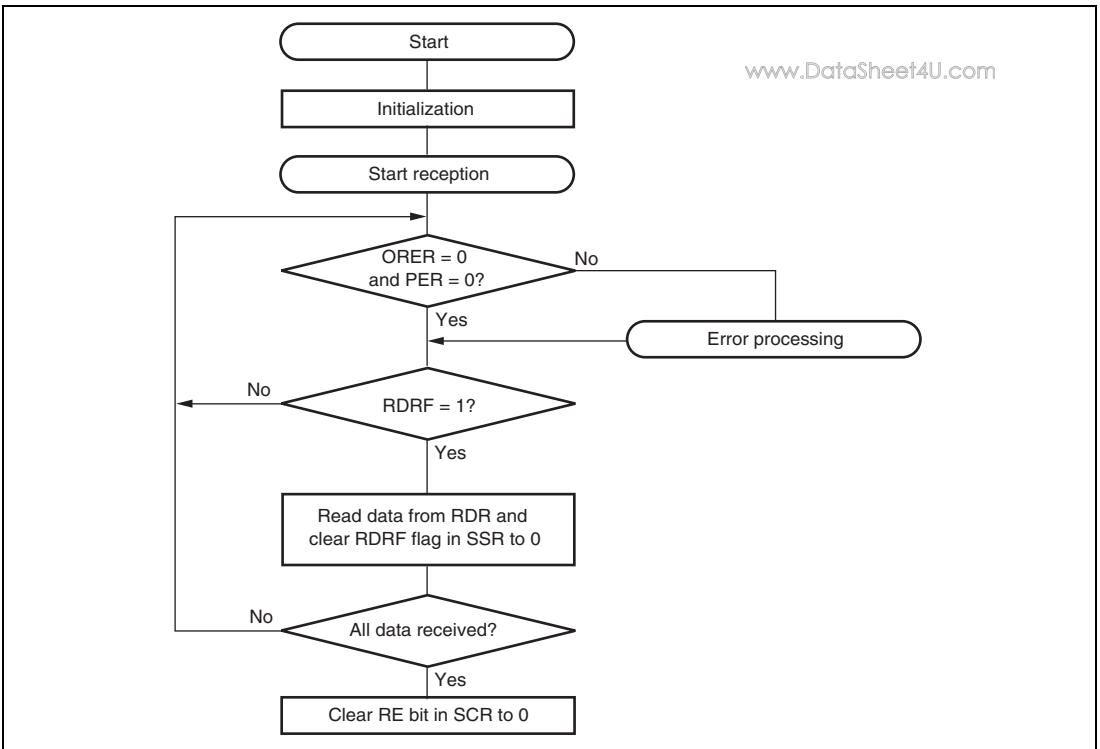 Start
www.DataSheet4U.com
Initialization
Start reception
ORER = 0
and PER = 0?
No
Yes
Error processing
No
RDRF = 1?
Yes
Read data from RDR and
clear RDRF flag in SSR to 0
No
All data received?
Yes
Clear RE bit in SCR to 0